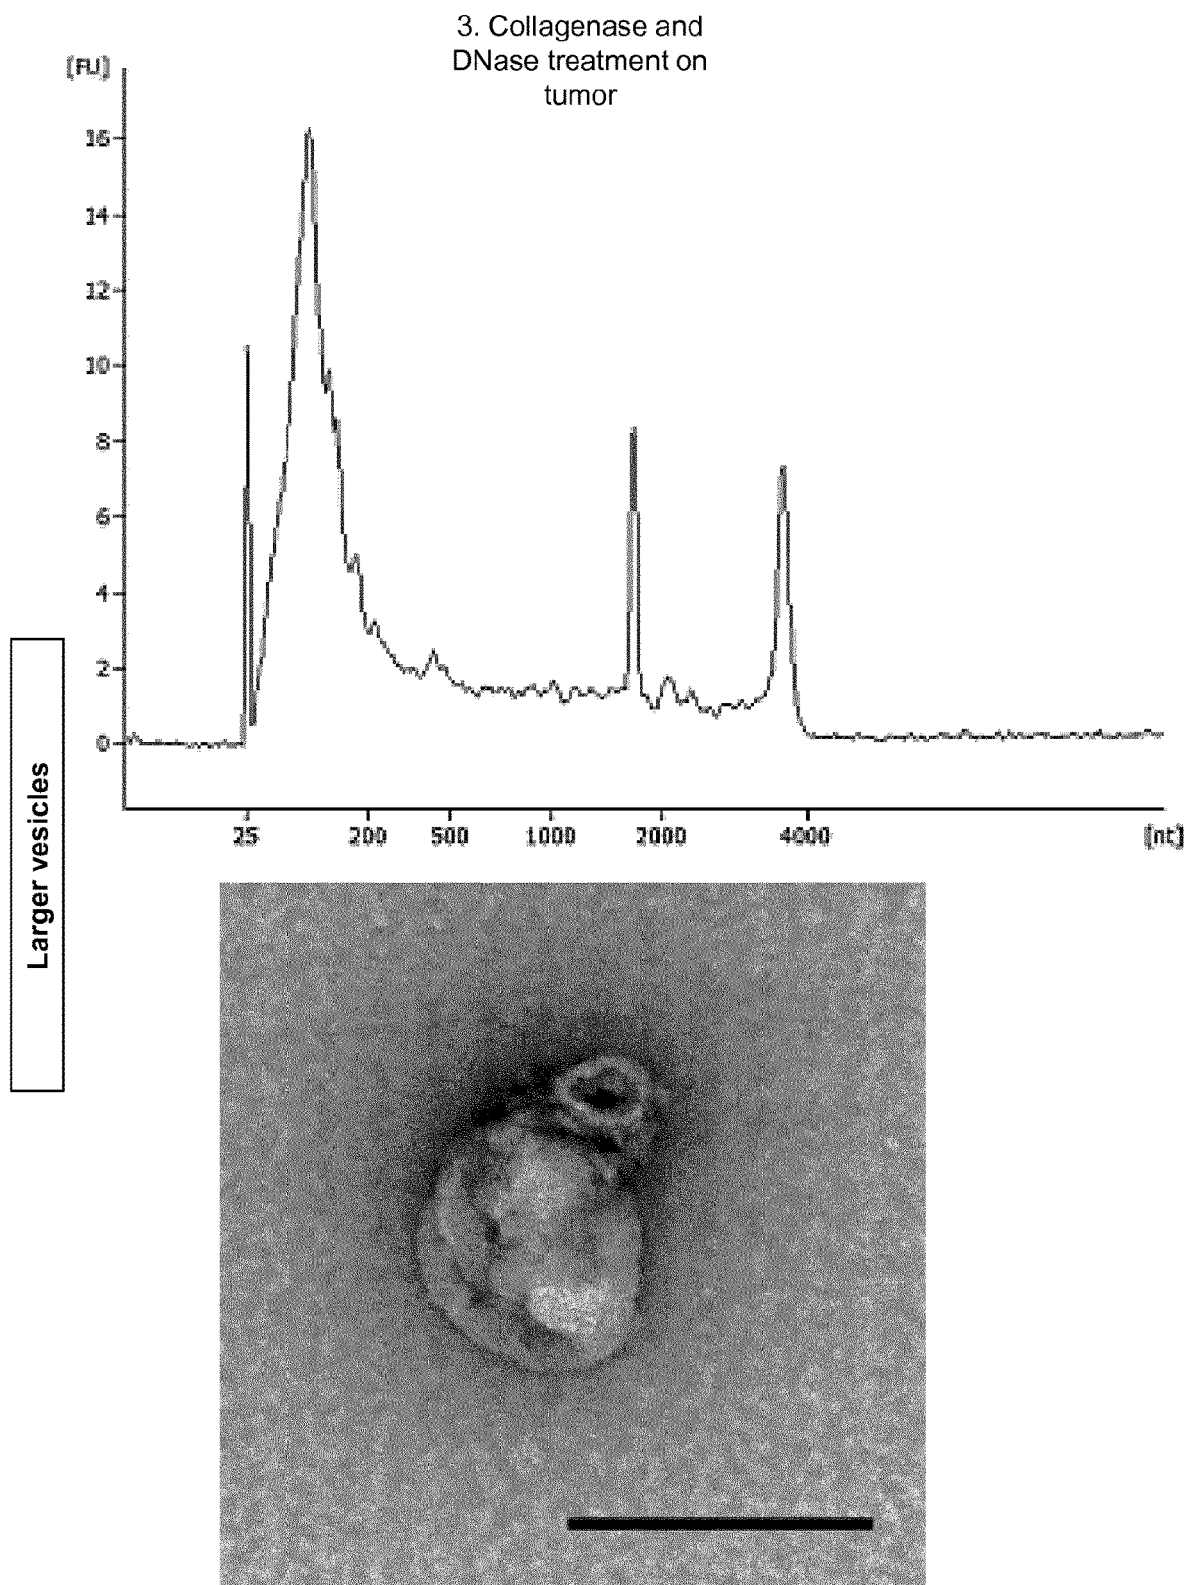 3. Collagenase and
DNase treatment on
tumor
[FU]
16
14
12
10
8
6
4
2
0
25 200 500 1000 2000 4000 [nt]
Larger vesicles